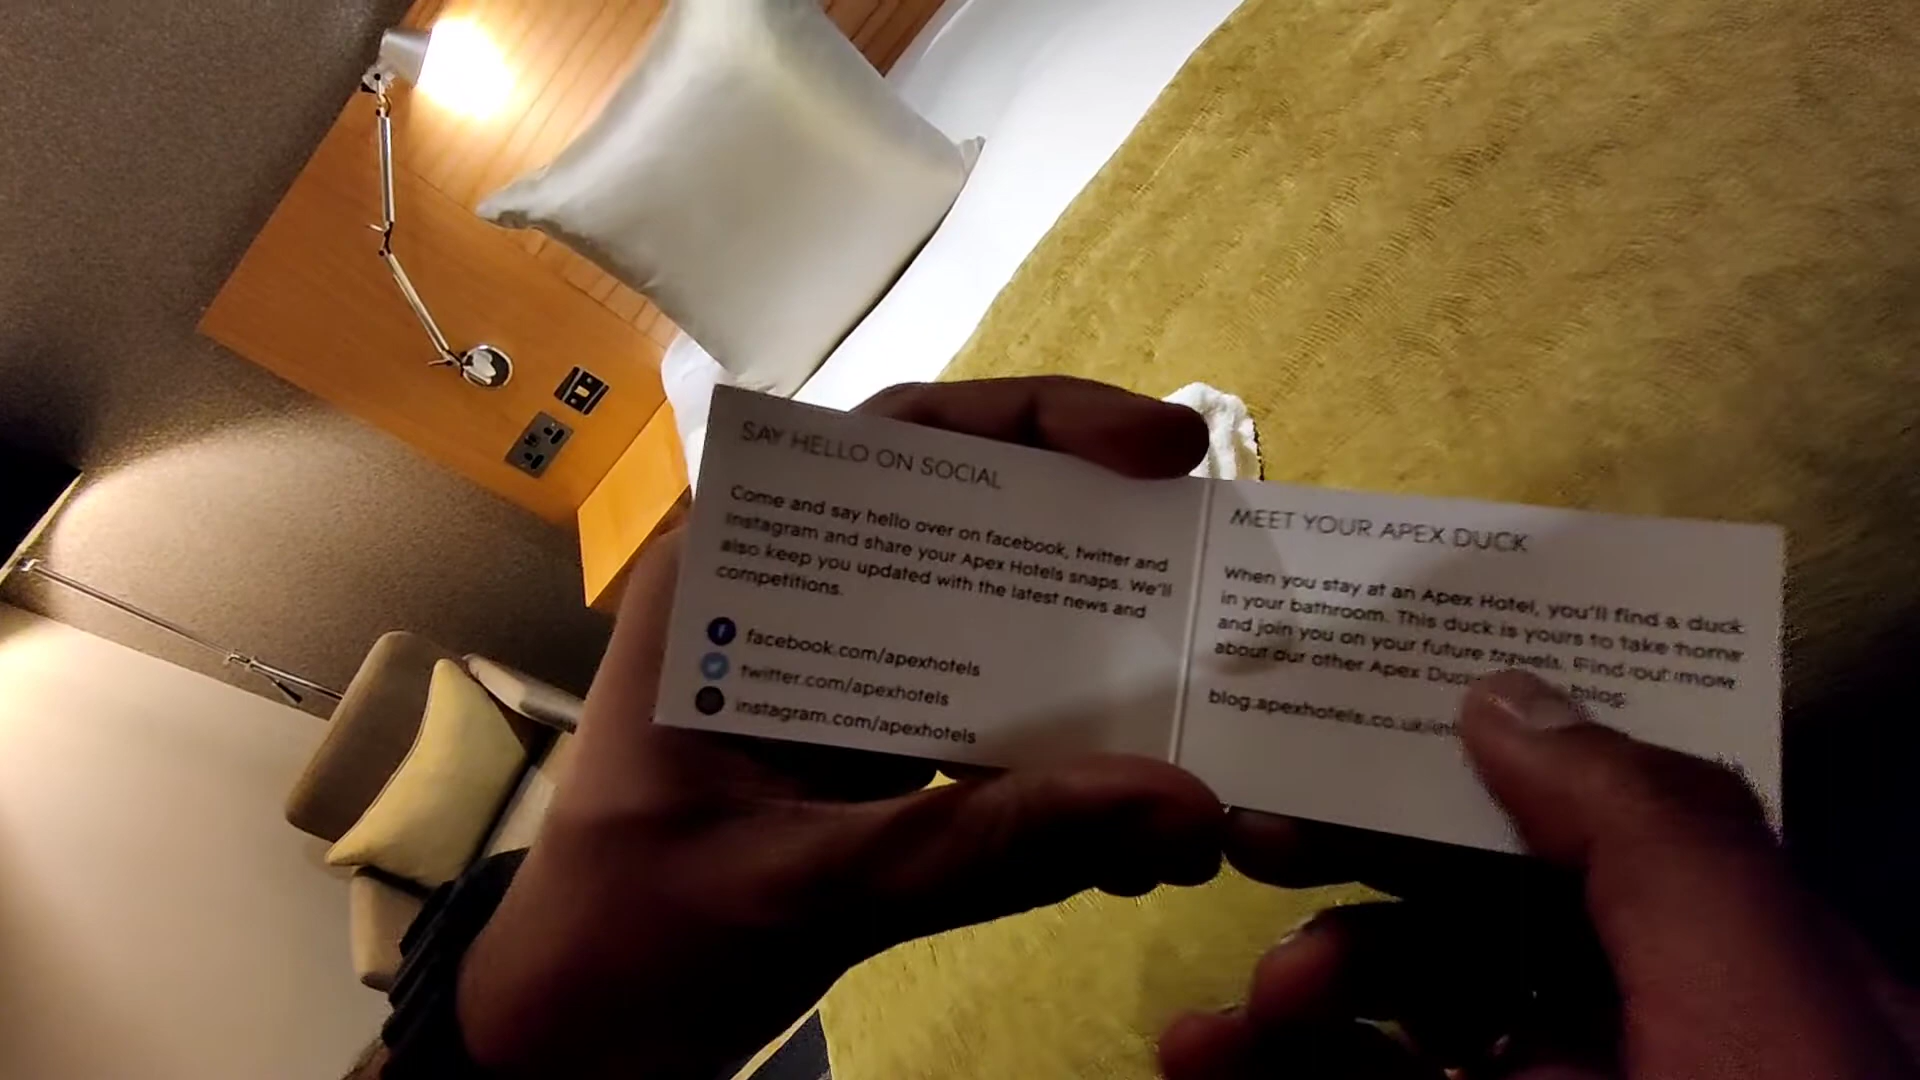 SAY HELLO ON SOCIAL
Come and say hello over on facebook, twitter and
Instagram and share your Apex Hotels snaps. We'll
also keep you updated with the latest news and
competitions.
facebook.com/apexhotels
twitter.com/apexhotels
instagram.com/apexhotels
MEET YOUR APEX DUCK
When you stay at an Apex Hotel, you'll find a duck
in your bathroom. This duck is yours to take home
and join you on your future travels. Find out more
about our other Apex blog
blog.apexhotels.co.uk